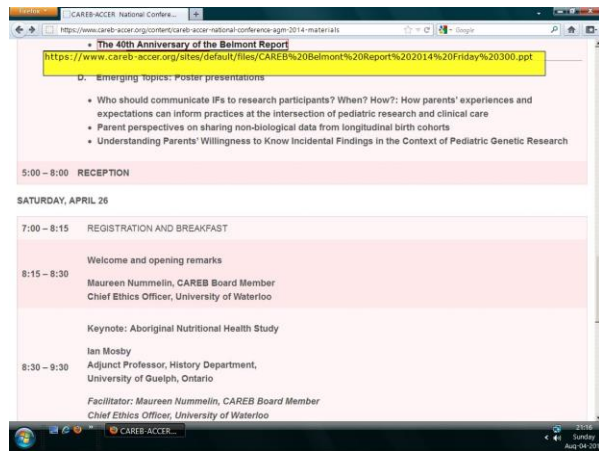 Firefox
CAREB-ACCER National Confere...
https://www.careb-accer.org/content/careb-accer-national-conference-agm-2014-materials
Google
• The 40th Anniversary of the Belmont Report
https://www.careb-accer.org/sites/default/files/CAREB%20Belmont%20Report%202014%20Friday%20300.ppt
D. Emerging Topics: Poster presentations
• Who should communicate IFs to research participants? When? How?: How parents' experiences and
expectations can inform practices at the intersection of pediatric research and clinical care
• Parent perspectives on sharing non-biological data from longitudinal birth cohorts
• Understanding Parents' Willingness to Know Incidental Findings in the Context of Pediatric Genetic Research
5:00 – 8:00 RECEPTION
SATURDAY, APRIL 26
7:00 – 8:15 REGISTRATION AND BREAKFAST
Welcome and opening remarks
8:15 – 8:30
Maureen Nummelin, CAREB Board Member
Chief Ethics Officer, University of Waterloo
Keynote: Aboriginal Nutritional Health Study
Ian Mosby
8:30 – 9:30 Adjunct Professor, History Department,
University of Guelph, Ontario
Facilitator: Maureen Nummelin, CAREB Board Member
Chief Ethics Officer, University of Waterloo
CAREB-ACCER...
21:16
Sunday